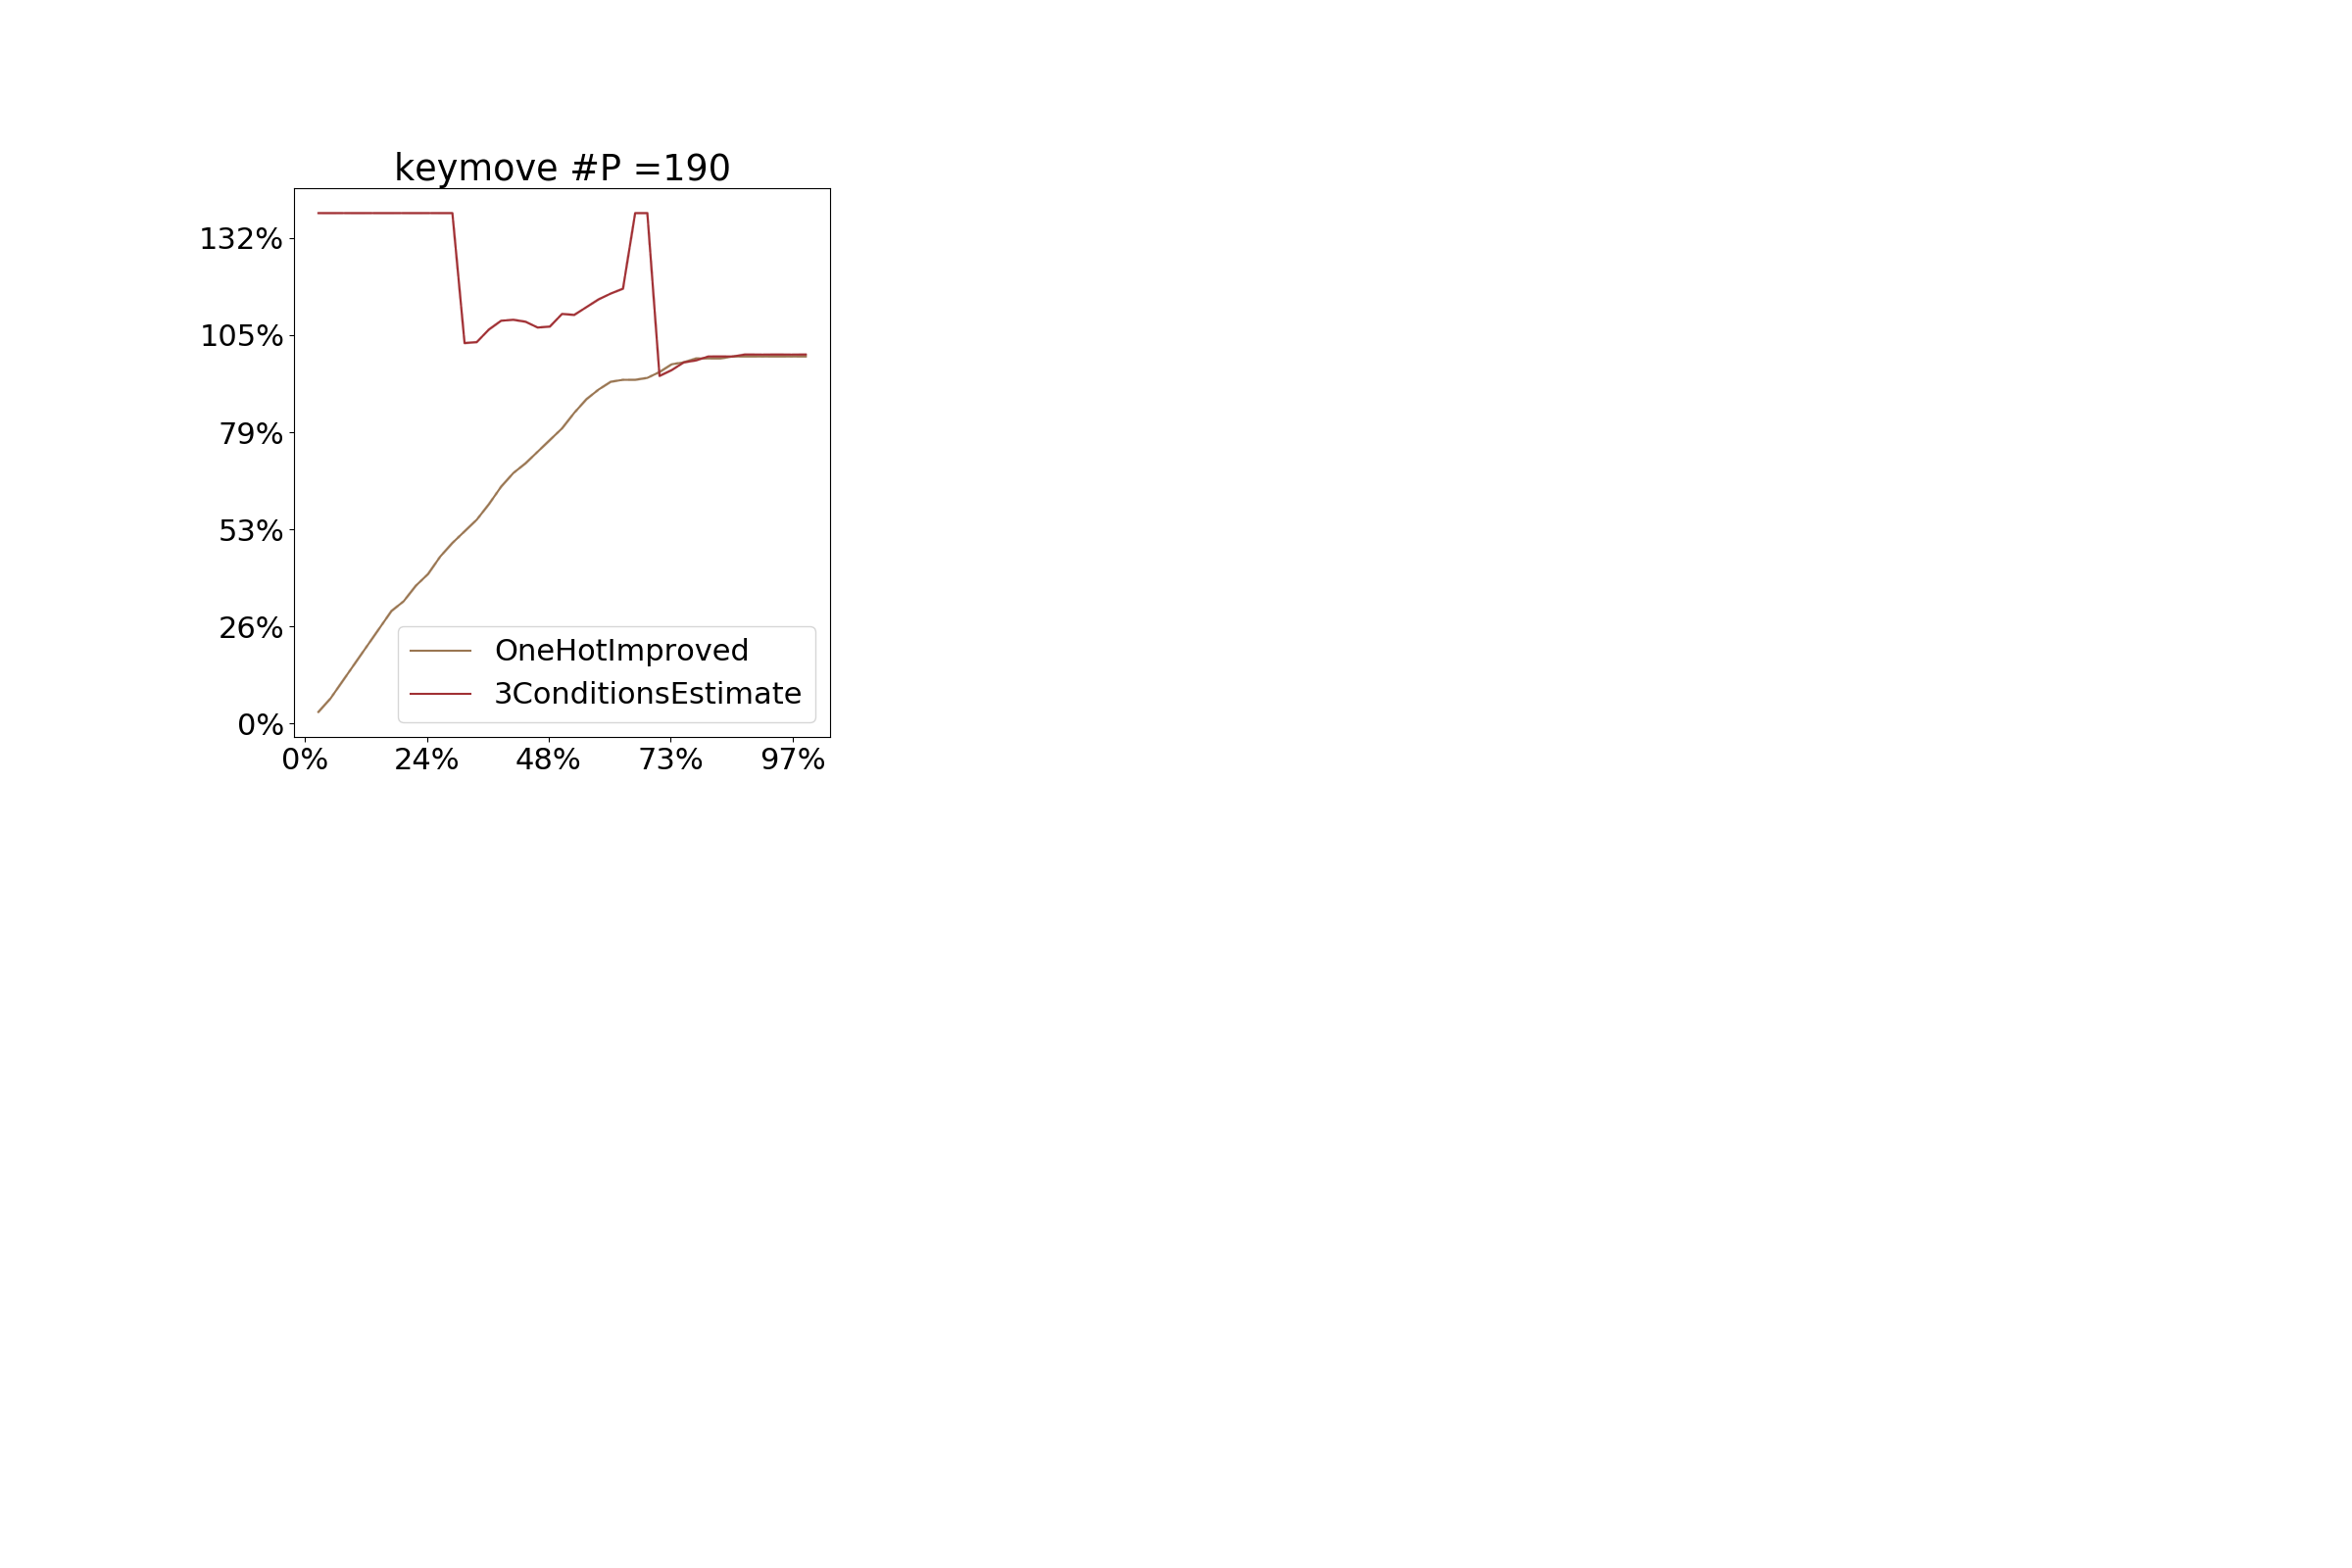 keymove #P =190
132%
105%
79%
53%
26%
0%
OneHotImproved
3ConditionsEstimate
0% 24% 48% 73% 97%